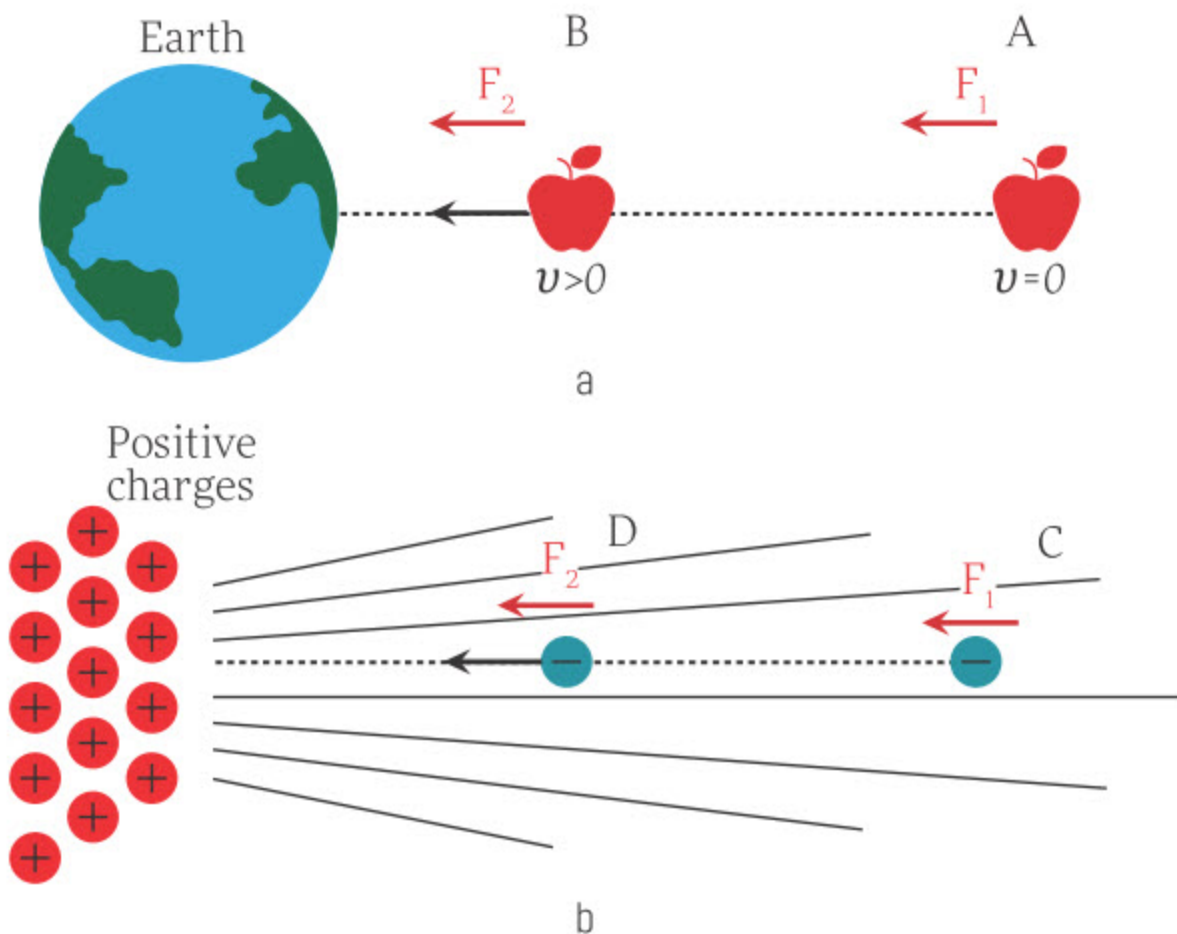 Earth
B
A
F₂
F₁
υ>0
υ=0
a
Positive
charges
D
C
F₂
F₁
+
+
+
+
+
+
+
+
+
+
+
+
+
+
−
−
b